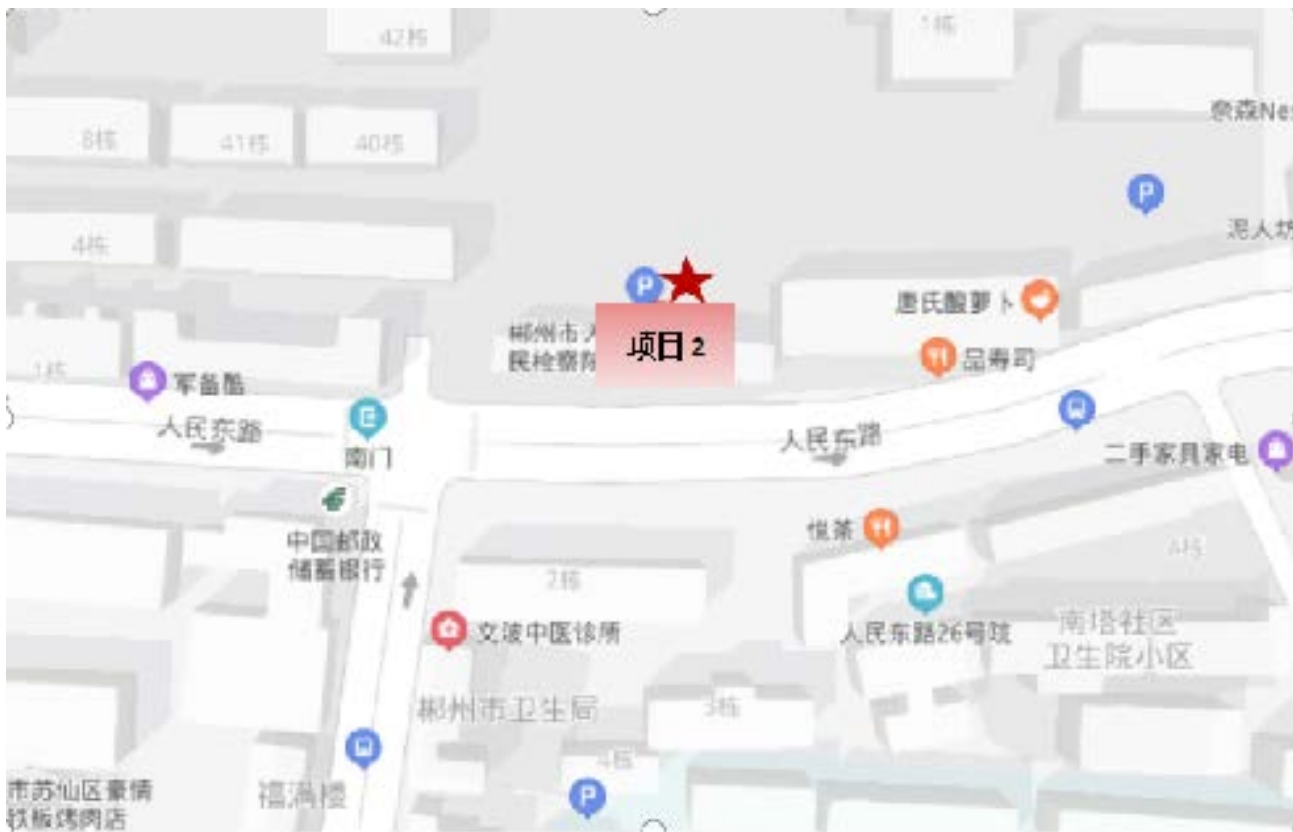 42栋
1栋
8栋
41栋
40栋
奈森Nes
P
4栋
泥人坊
P
唐氏酸萝卜
郴州市人
民检察院
项目2
品寿司
1栋
军备酷
人民东路
南门
人民东路
二手家具家电
中国邮政
储蓄银行
悦茶
2栋
文波中医诊所
人民东路26号院
南塔社区
卫生院小区
郴州市卫生局
3栋
4栋
福满楼
P
市苏仙区豪情
铁板烤肉店